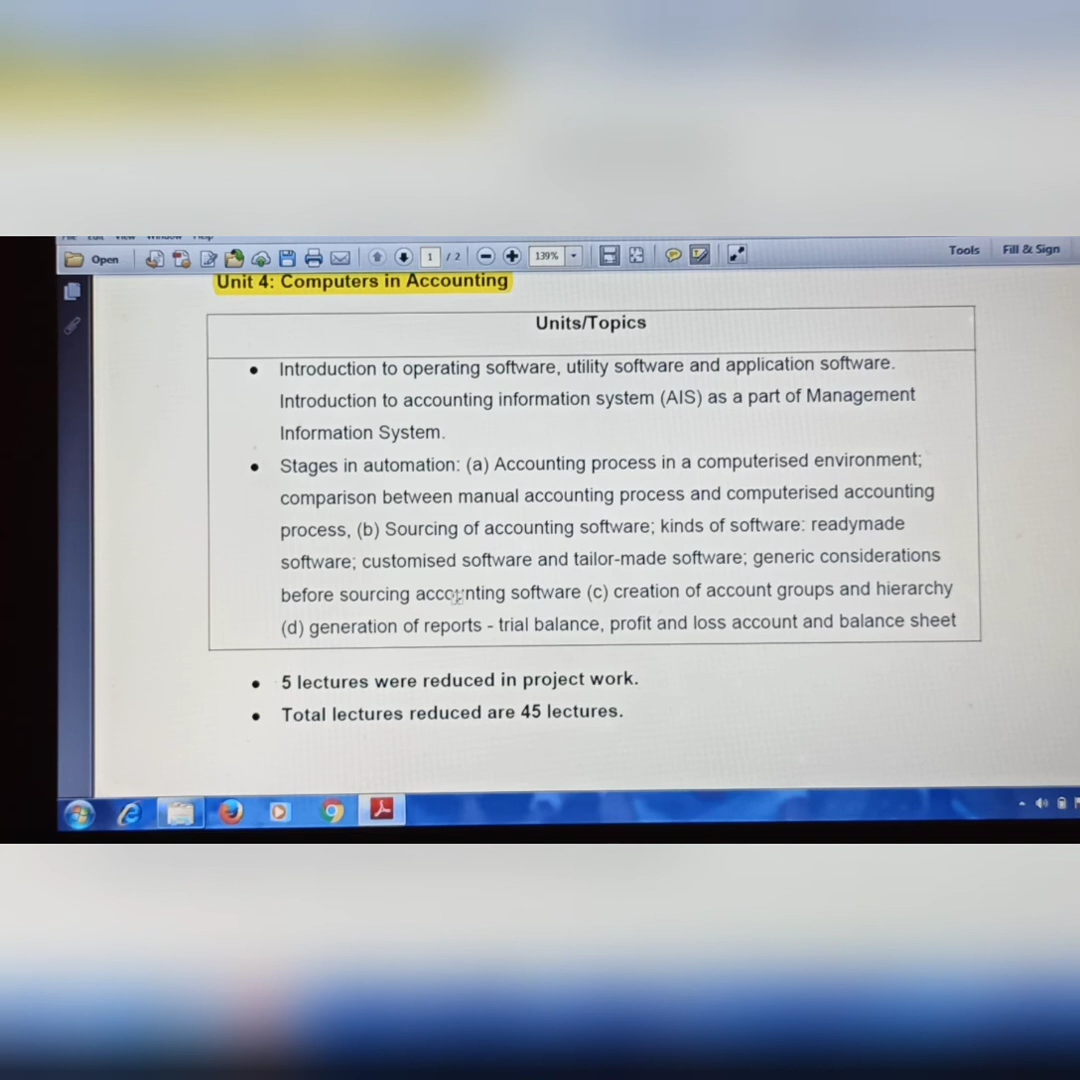 Open
1 / 2
139%
Tools
Fill & Sign
Unit 4: Computers in Accounting
Units/Topics
Introduction to operating software, utility software and application software.
Introduction to accounting information system (AIS) as a part of Management
Information System.
Stages in automation: (a) Accounting process in a computerised environment;
comparison between manual accounting process and computerised accounting
process, (b) Sourcing of accounting software; kinds of software: readymade
software; customised software and tailor-made software; generic considerations
before sourcing accounting software (c) creation of account groups and hierarchy
(d) generation of reports - trial balance, profit and loss account and balance sheet
5 lectures were reduced in project work.
Total lectures reduced are 45 lectures.